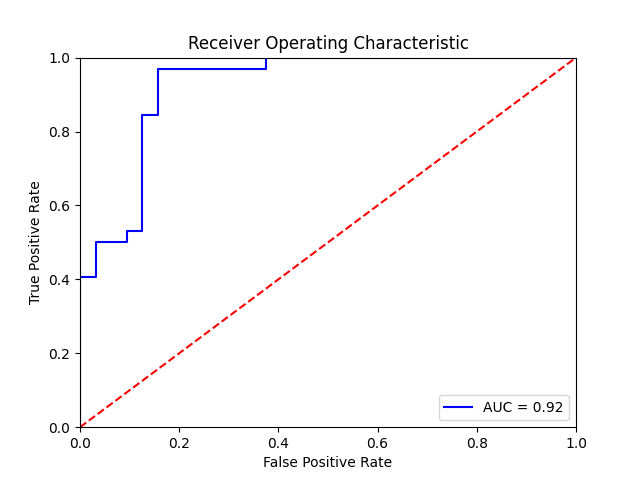 Receiver Operating Characteristic
True Positive Rate
1.0
0.8
0.6
0.4
0.2
0.0
AUC = 0.92
0.0 0.2 0.4 0.6 0.8 1.0
False Positive Rate